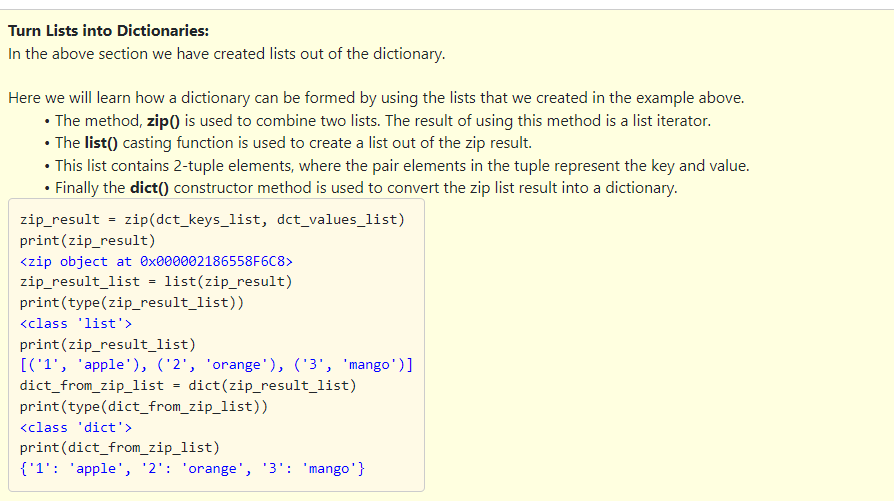 Turn Lists into Dictionaries:
In the above section we have created lists out of the dictionary.
Here we will learn how a dictionary can be formed by using the lists that we created in the example above.
• The method, zip() is used to combine two lists. The result of using this method is a list iterator.
• The list() casting function is used to create a list out of the zip result.
• This list contains 2-tuple elements, where the pair elements in the tuple represent the key and value.
• Finally the dict() constructor method is used to convert the zip list result into a dictionary.
zip_result = zip(dct_keys_list, dct_values_list)
print(zip_result)
<zip object at 0x000002186558F6C8>
zip_result_list = list(zip_result)
print(type(zip_result_list))
<class 'list'>
print(zip_result_list)
[('1', 'apple'), ('2', 'orange'), ('3', 'mango')]
dict_from_zip_list = dict(zip_result_list)
print(type(dict_from_zip_list))
<class 'dict'>
print(dict_from_zip_list)
{'1': 'apple', '2': 'orange', '3': 'mango'}